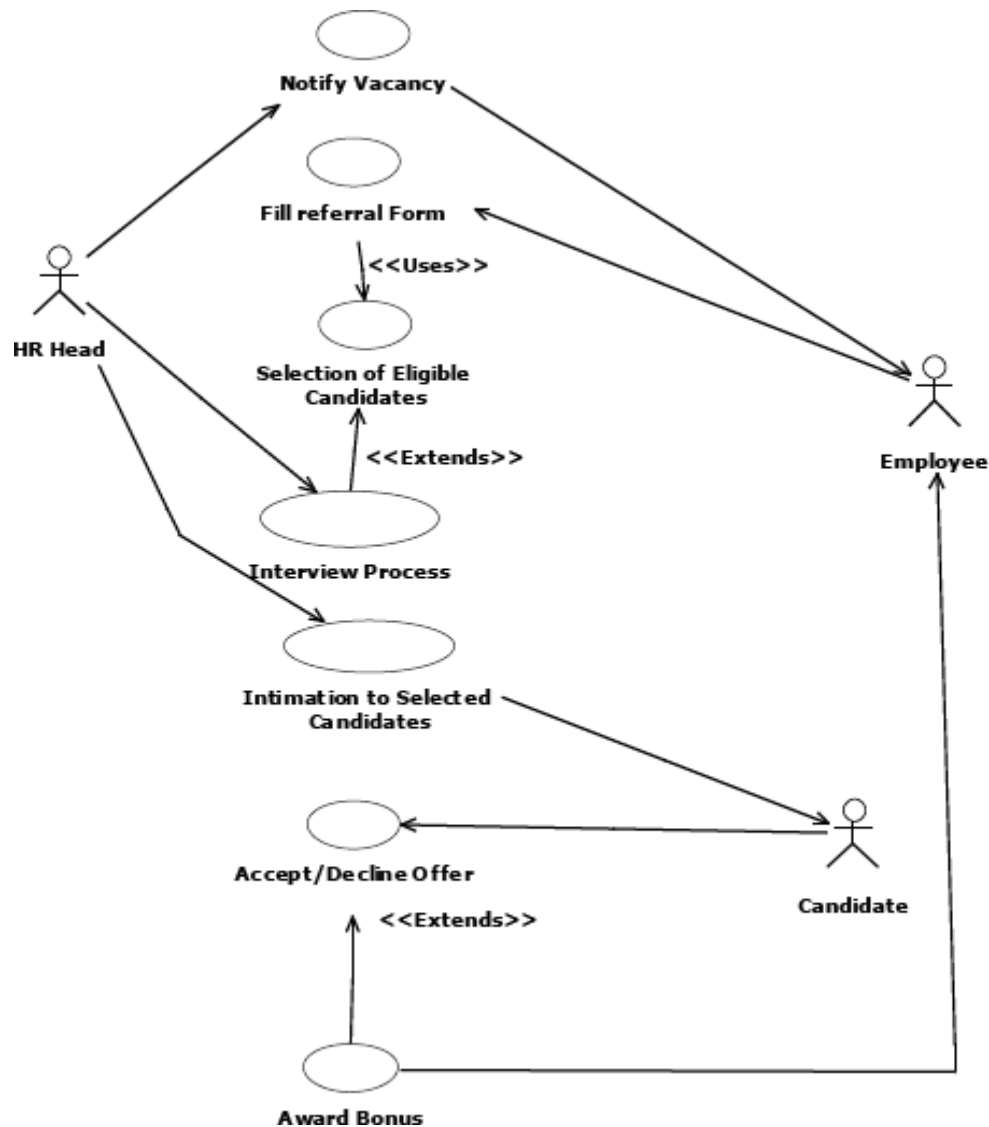 Notify Vacancy
Fill referral Form
<<Uses>>
HR Head
Selection of Eligible
Candidates
<<Extends>>
Employee
Interview Process
Intimation to Selected
Candidates
Accept/Decline Offer
Candidate
<<Extends>>
Award Bonus